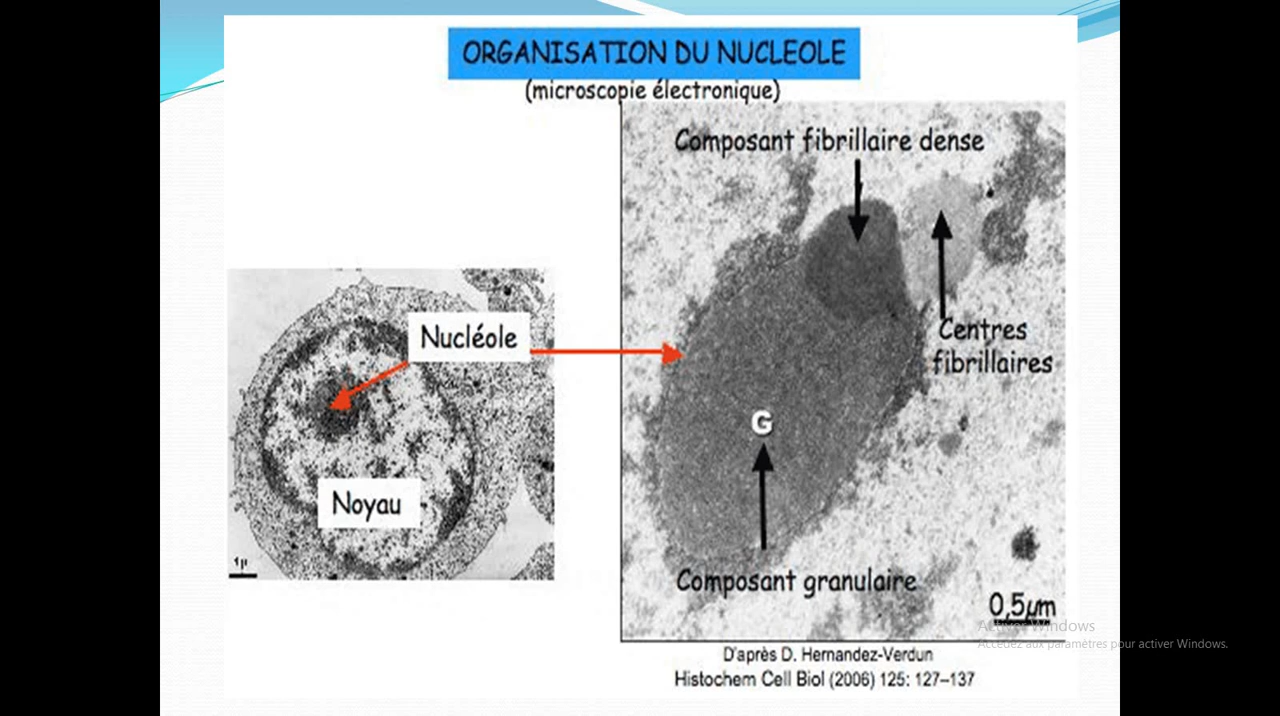 ORGANISATION DU NUCLEOLE
(microscopie électronique)
Composant fibrillaire dense
Centres
fibrillaires
Nucléole
G
Noyau
Composant granulaire
1µ
0,5µm
D'après D. Hernandez-Verdun
Histochem Cell Biol (2006) 125: 127–137
Activer Windows
Accédez aux paramètres pour activer Windows.